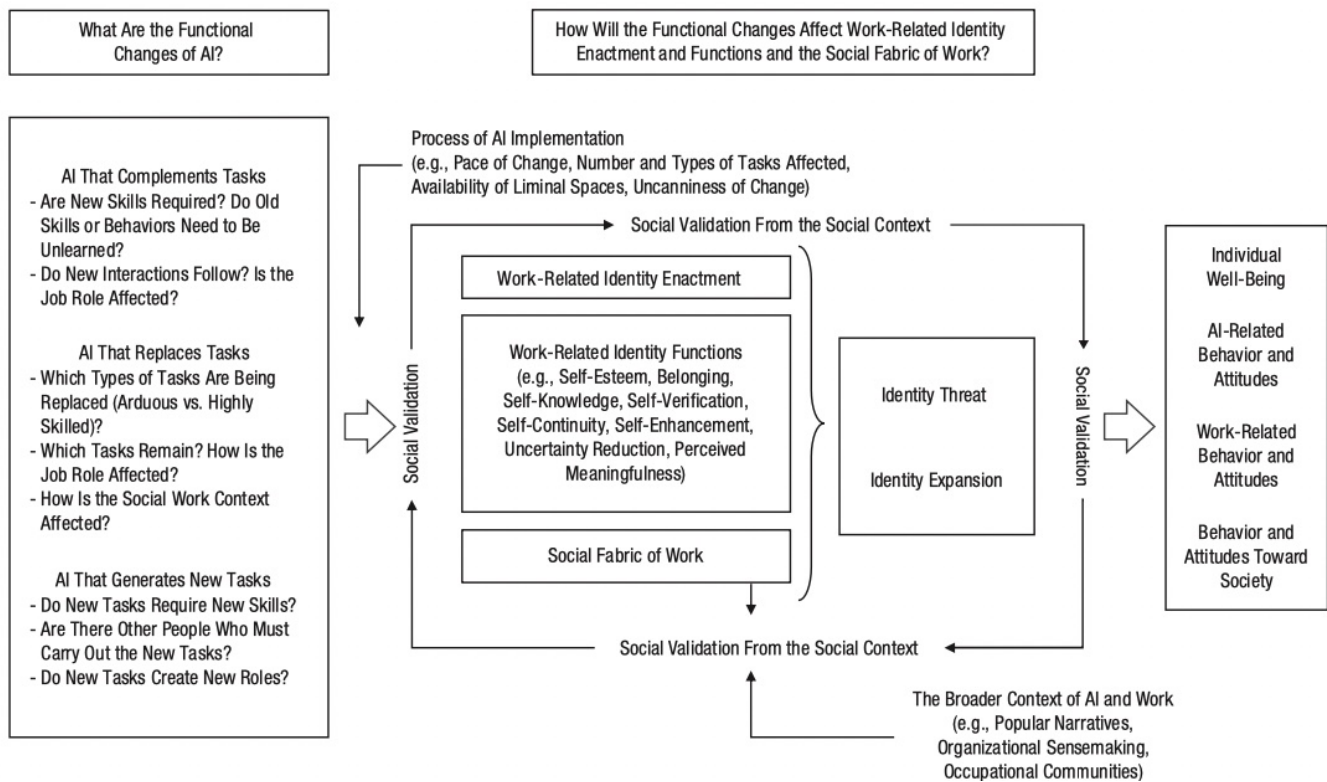 What Are the Functional
Changes of AI?
How Will the Functional Changes Affect Work-Related Identity
Enactment and Functions and the Social Fabric of Work?
AI That Complements Tasks
- Are New Skills Required? Do Old
Skills or Behaviors Need to Be
Unlearned?
- Do New Interactions Follow? Is the
Job Role Affected?
AI That Replaces Tasks
- Which Types of Tasks Are Being
Replaced (Arduous vs. Highly
Skilled)?
- Which Tasks Remain? How Is the
Job Role Affected?
- How Is the Social Work Context
Affected?
AI That Generates New Tasks
- Do New Tasks Require New Skills?
- Are There Other People Who Must
Carry Out the New Tasks?
- Do New Tasks Create New Roles?
Process of AI Implementation
(e.g., Pace of Change, Number and Types of Tasks Affected,
Availability of Liminal Spaces, Uncanniness of Change)
Social Validation From the Social Context
Social Validation
Work-Related Identity Enactment
Work-Related Identity Functions
(e.g., Self-Esteem, Belonging,
Self-Knowledge, Self-Verification,
Self-Continuity, Self-Enhancement,
Uncertainty Reduction, Perceived
Meaningfulness)
Social Fabric of Work
Identity Threat
Identity Expansion
Social Validation
Social Validation From the Social Context
The Broader Context of AI and Work
(e.g., Popular Narratives,
Organizational Sensemaking,
Occupational Communities)
Individual
Well-Being
AI-Related
Behavior and
Attitudes
Work-Related
Behavior and
Attitudes
Behavior and
Attitudes Toward
Society